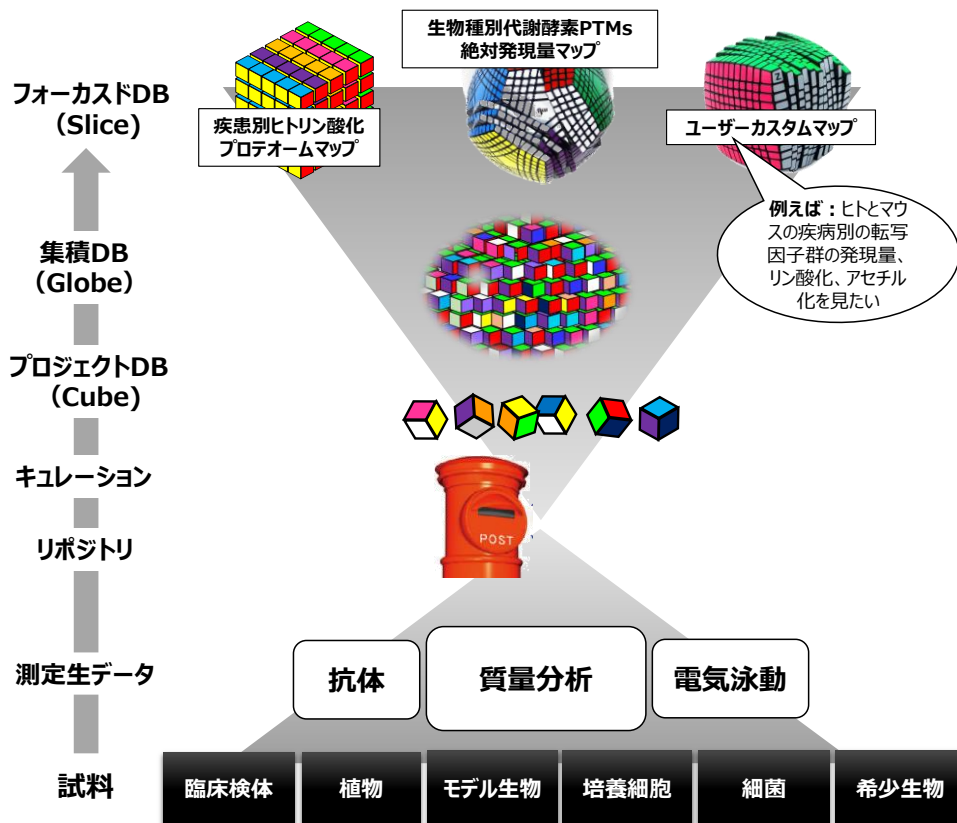 生物種別代謝酵素PTMs
絶対発現量マップ
フォーカスドDB
（Slice)
疾患別ヒトリン酸化
プロテオームマップ
ユーザーカスタムマップ
例えば：ヒトとマウ
スの疾病別の転写
因子群の発現量、
リン酸化、アセチル
化を見たい
集積DB
（Globe）
プロジェクトDB
（Cube)
キュレーション
リポジトリ
POST
測定生データ
抗体
質量分析
電気泳動
試料
臨床検体
植物
モデル生物
培養細胞
細菌
希少生物